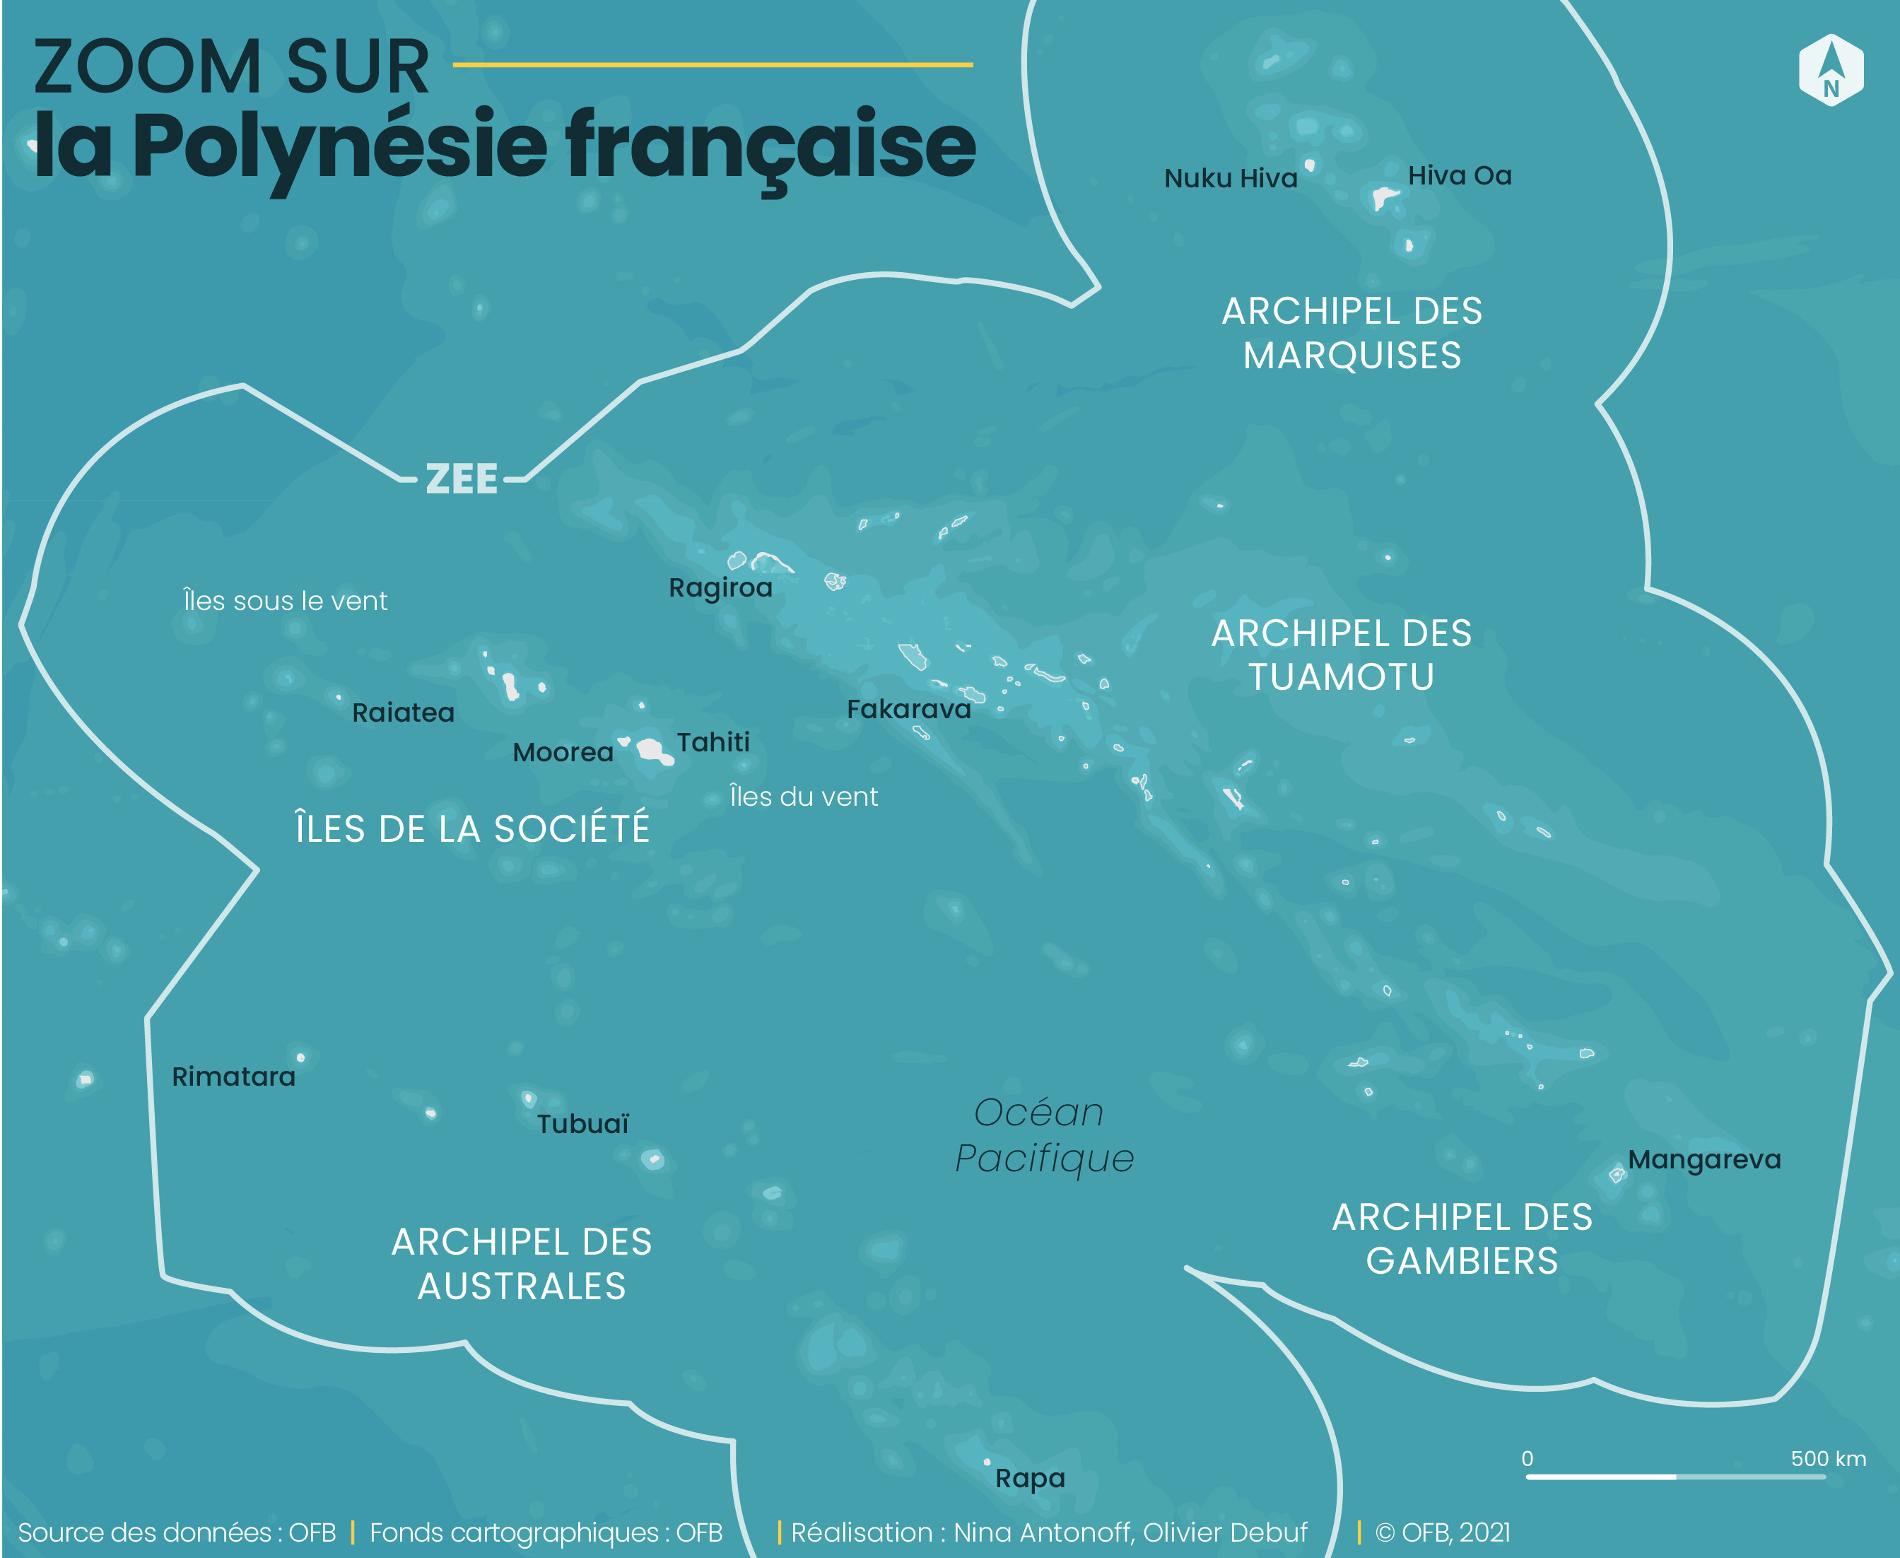 ZOOM SUR
la Polynésie française
N
Nuku Hiva
Hiva Oa
ARCHIPEL DES
MARQUISES
ZEE
Ragiroa
Îles sous le vent
ARCHIPEL DES
TUAMOTU
Raiatea
Fakarava
Moorea
Tahiti
Îles du vent
ÎLES DE LA SOCIÉTÉ
Rimatara
Tubuaï
Océan
Pacifique
Mangareva
ARCHIPEL DES
GAMBIERS
ARCHIPEL DES
AUSTRALES
Rapa
0 500 km
Source des données : OFB | Fonds cartographiques : OFB | Réalisation : Nina Antonoff, Olivier Debuf | © OFB, 2021